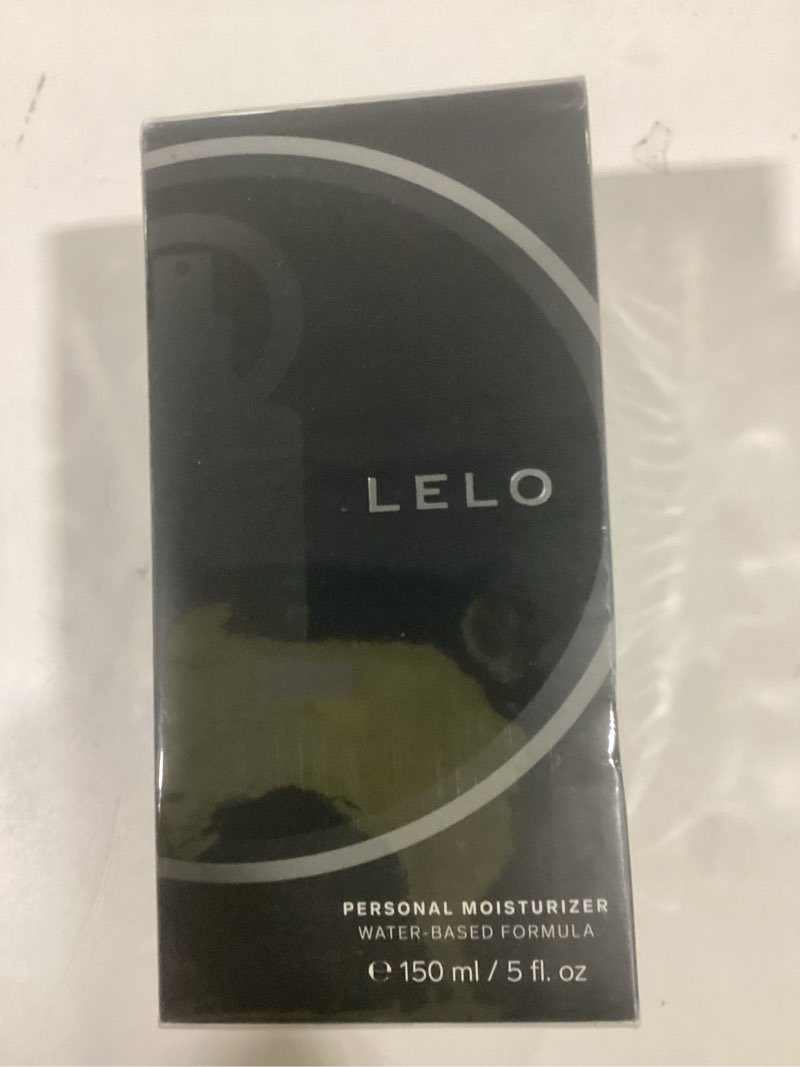 LELO
PERSONAL MOISTURIZER
WATER-BASED FORMULA
℮ 150 ml / 5 fl. oz